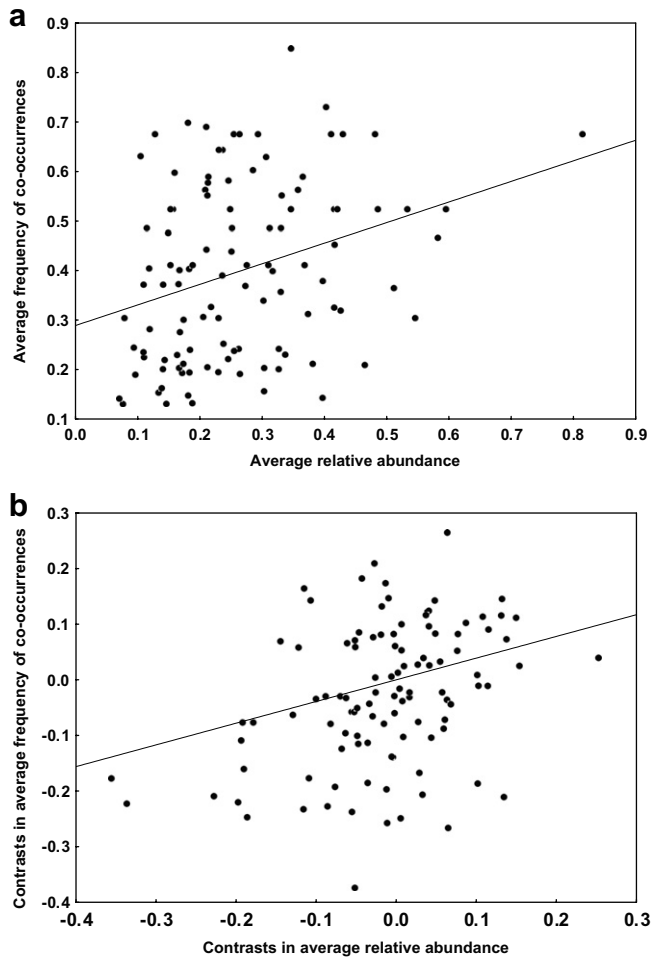 a
Average frequency of co-occurrences
0.9
0.8
0.7
0.6
0.5
0.4
0.3
0.2
0.1
0.0 0.1 0.2 0.3 0.4 0.5 0.6 0.7 0.8 0.9
Average relative abundance
b
Contrasts in average frequency of co-occurrences
0.3
0.2
0.1
0.0
-0.1
-0.2
-0.3
-0.4
-0.4 -0.3 -0.2 -0.1 0.0 0.1 0.2 0.3
Contrasts in average relative abundance